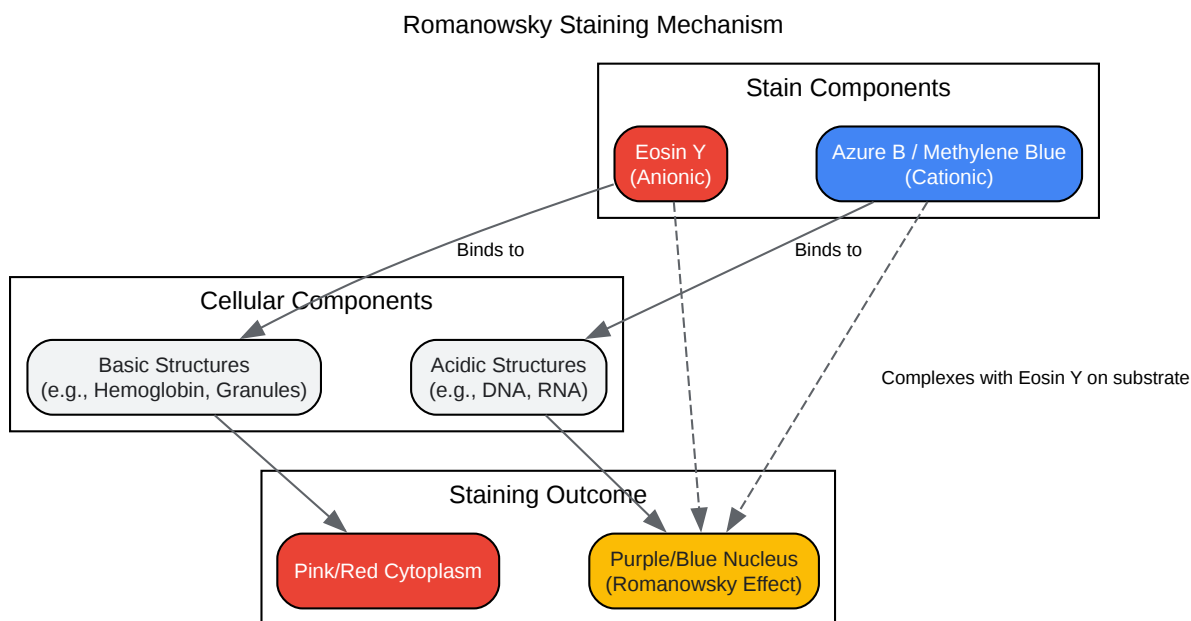 Romanowsky Staining Mechanism
Stain Components
Eosin Y
(Anionic)
Azure B / Methylene Blue
(Cationic)
Binds to
Binds to
Cellular Components
Basic Structures
(e.g., Hemoglobin, Granules)
Acidic Structures
(e.g., DNA, RNA)
Complexes with Eosin Y on substrate
Staining Outcome
Pink/Red Cytoplasm
Purple/Blue Nucleus
(Romanowsky Effect)